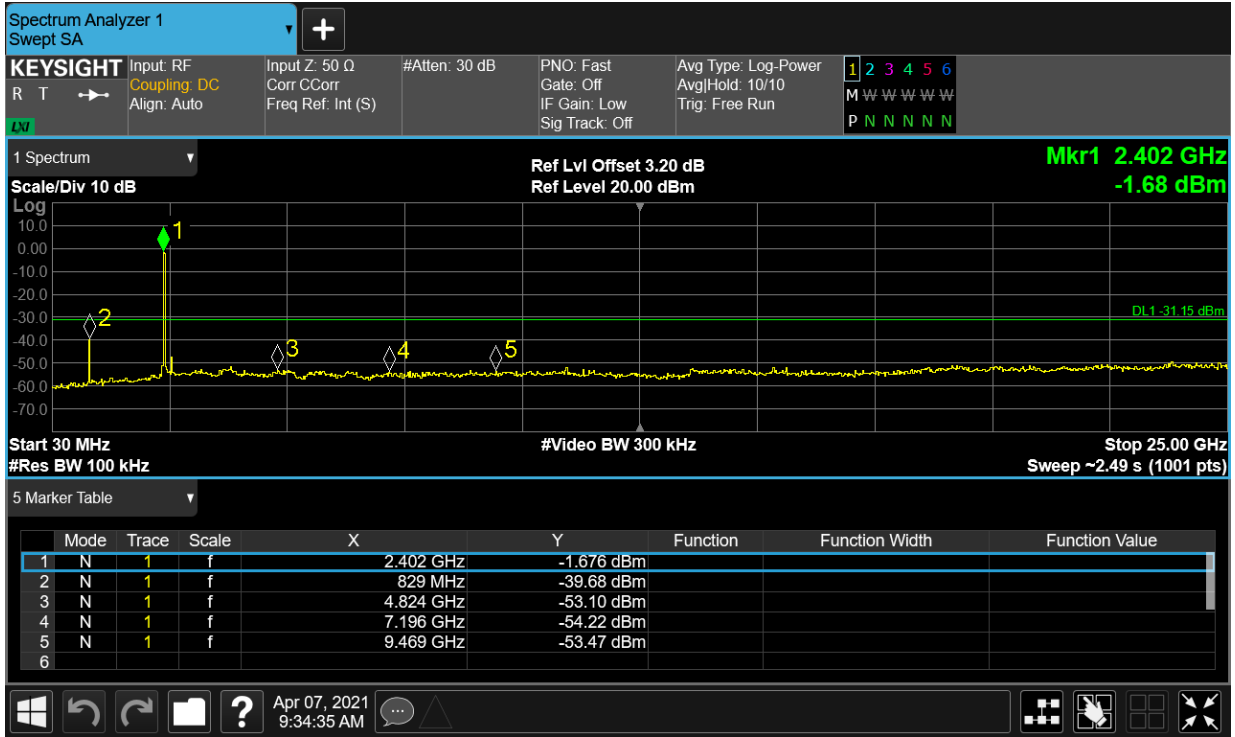 Spectrum Analyzer 1
Swept SA
KEYSIGHT
R T
LXI
Input: RF
Coupling: DC
Align: Auto
Input Z: 50 Ω
Corr CCorr
Freq Ref: Int (S)
#Atten: 30 dB
PNO: Fast
Gate: Off
IF Gain: Low
Sig Track: Off
Avg Type: Log-Power
Avg|Hold: 10/10
Trig: Free Run
1 2 3 4 5 6
M W W W W W
P N N N N N
1 Spectrum
Scale/Div 10 dB
Ref Lvl Offset 3.20 dB
Ref Level 20.00 dBm
Mkr1 2.402 GHz
-1.68 dBm
Log
10.0
0.00
-10.0
-20.0
-30.0
-40.0
-50.0
-60.0
-70.0
1
2
3
4
5
DL1 -31.15 dBm
Start 30 MHz
#Video BW 300 kHz
Stop 25.00 GHz
#Res BW 100 kHz
Sweep ~2.49 s (1001 pts)
5 Marker Table
Mode Trace Scale X Y Function Function Width Function Value
1 N 1 f 2.402 GHz -1.676 dBm
2 N 1 f 829 MHz -39.68 dBm
3 N 1 f 4.824 GHz -53.10 dBm
4 N 1 f 7.196 GHz -54.22 dBm
5 N 1 f 9.469 GHz -53.47 dBm
6
?
Apr 07, 2021
9:34:35 AM